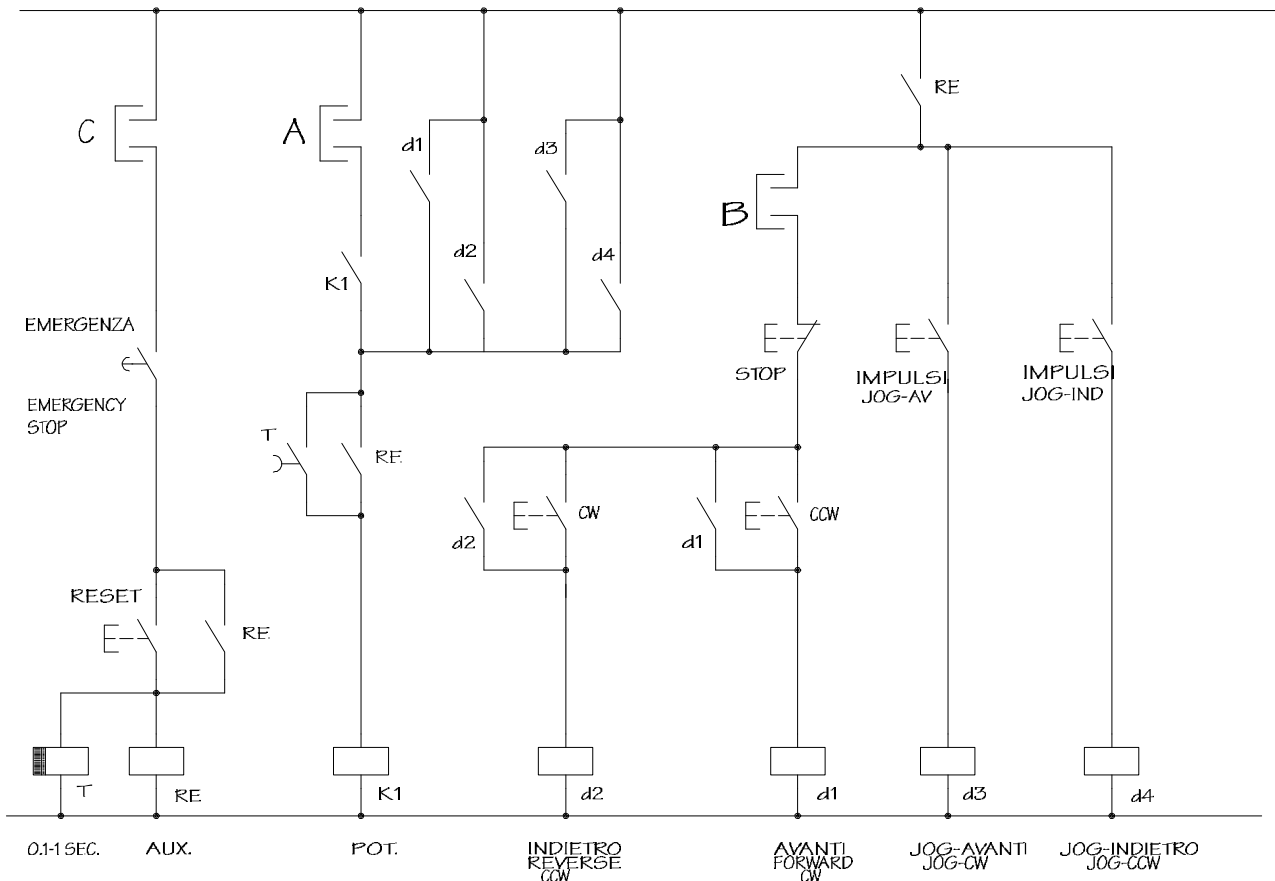 RE
C
A
d1
d3
B
d2
d4
K1
EMERGENZA
EMERGENCY
STOP
STOP
IMPULSI
JOG-AV
IMPULSI
JOG-IND
T
RE
d2
CW
d1
CCW
RESET
RE
T
RE
K1
d2
d1
d3
d4
0.1-1 SEC.
AUX.
POT.
INDIETRO
REVERSE
CCW
AVANTI
FORWARD
CW
JOG-AVANTI
JOG-CW
JOG-INDIETRO
JOG-CCW